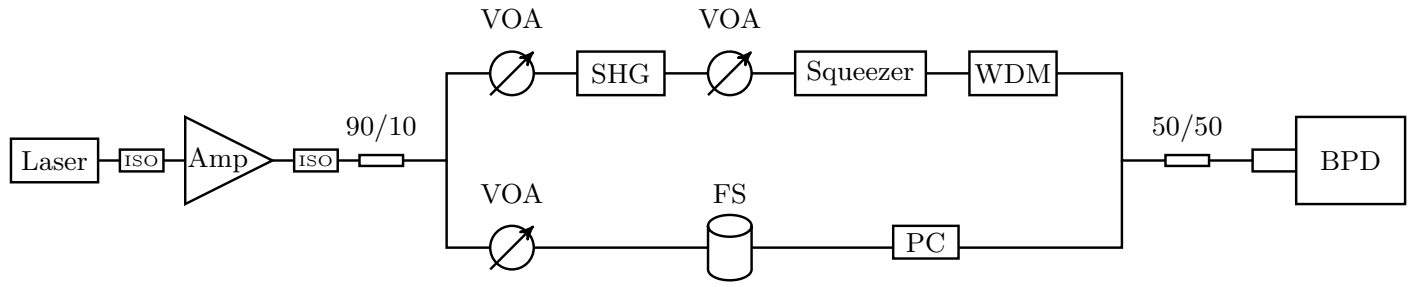 VOA
VOA
SHG
Squeezer
WDM
90/10
50/50
Laser
ISO
Amp
ISO
BPD
VOA
FS
PC